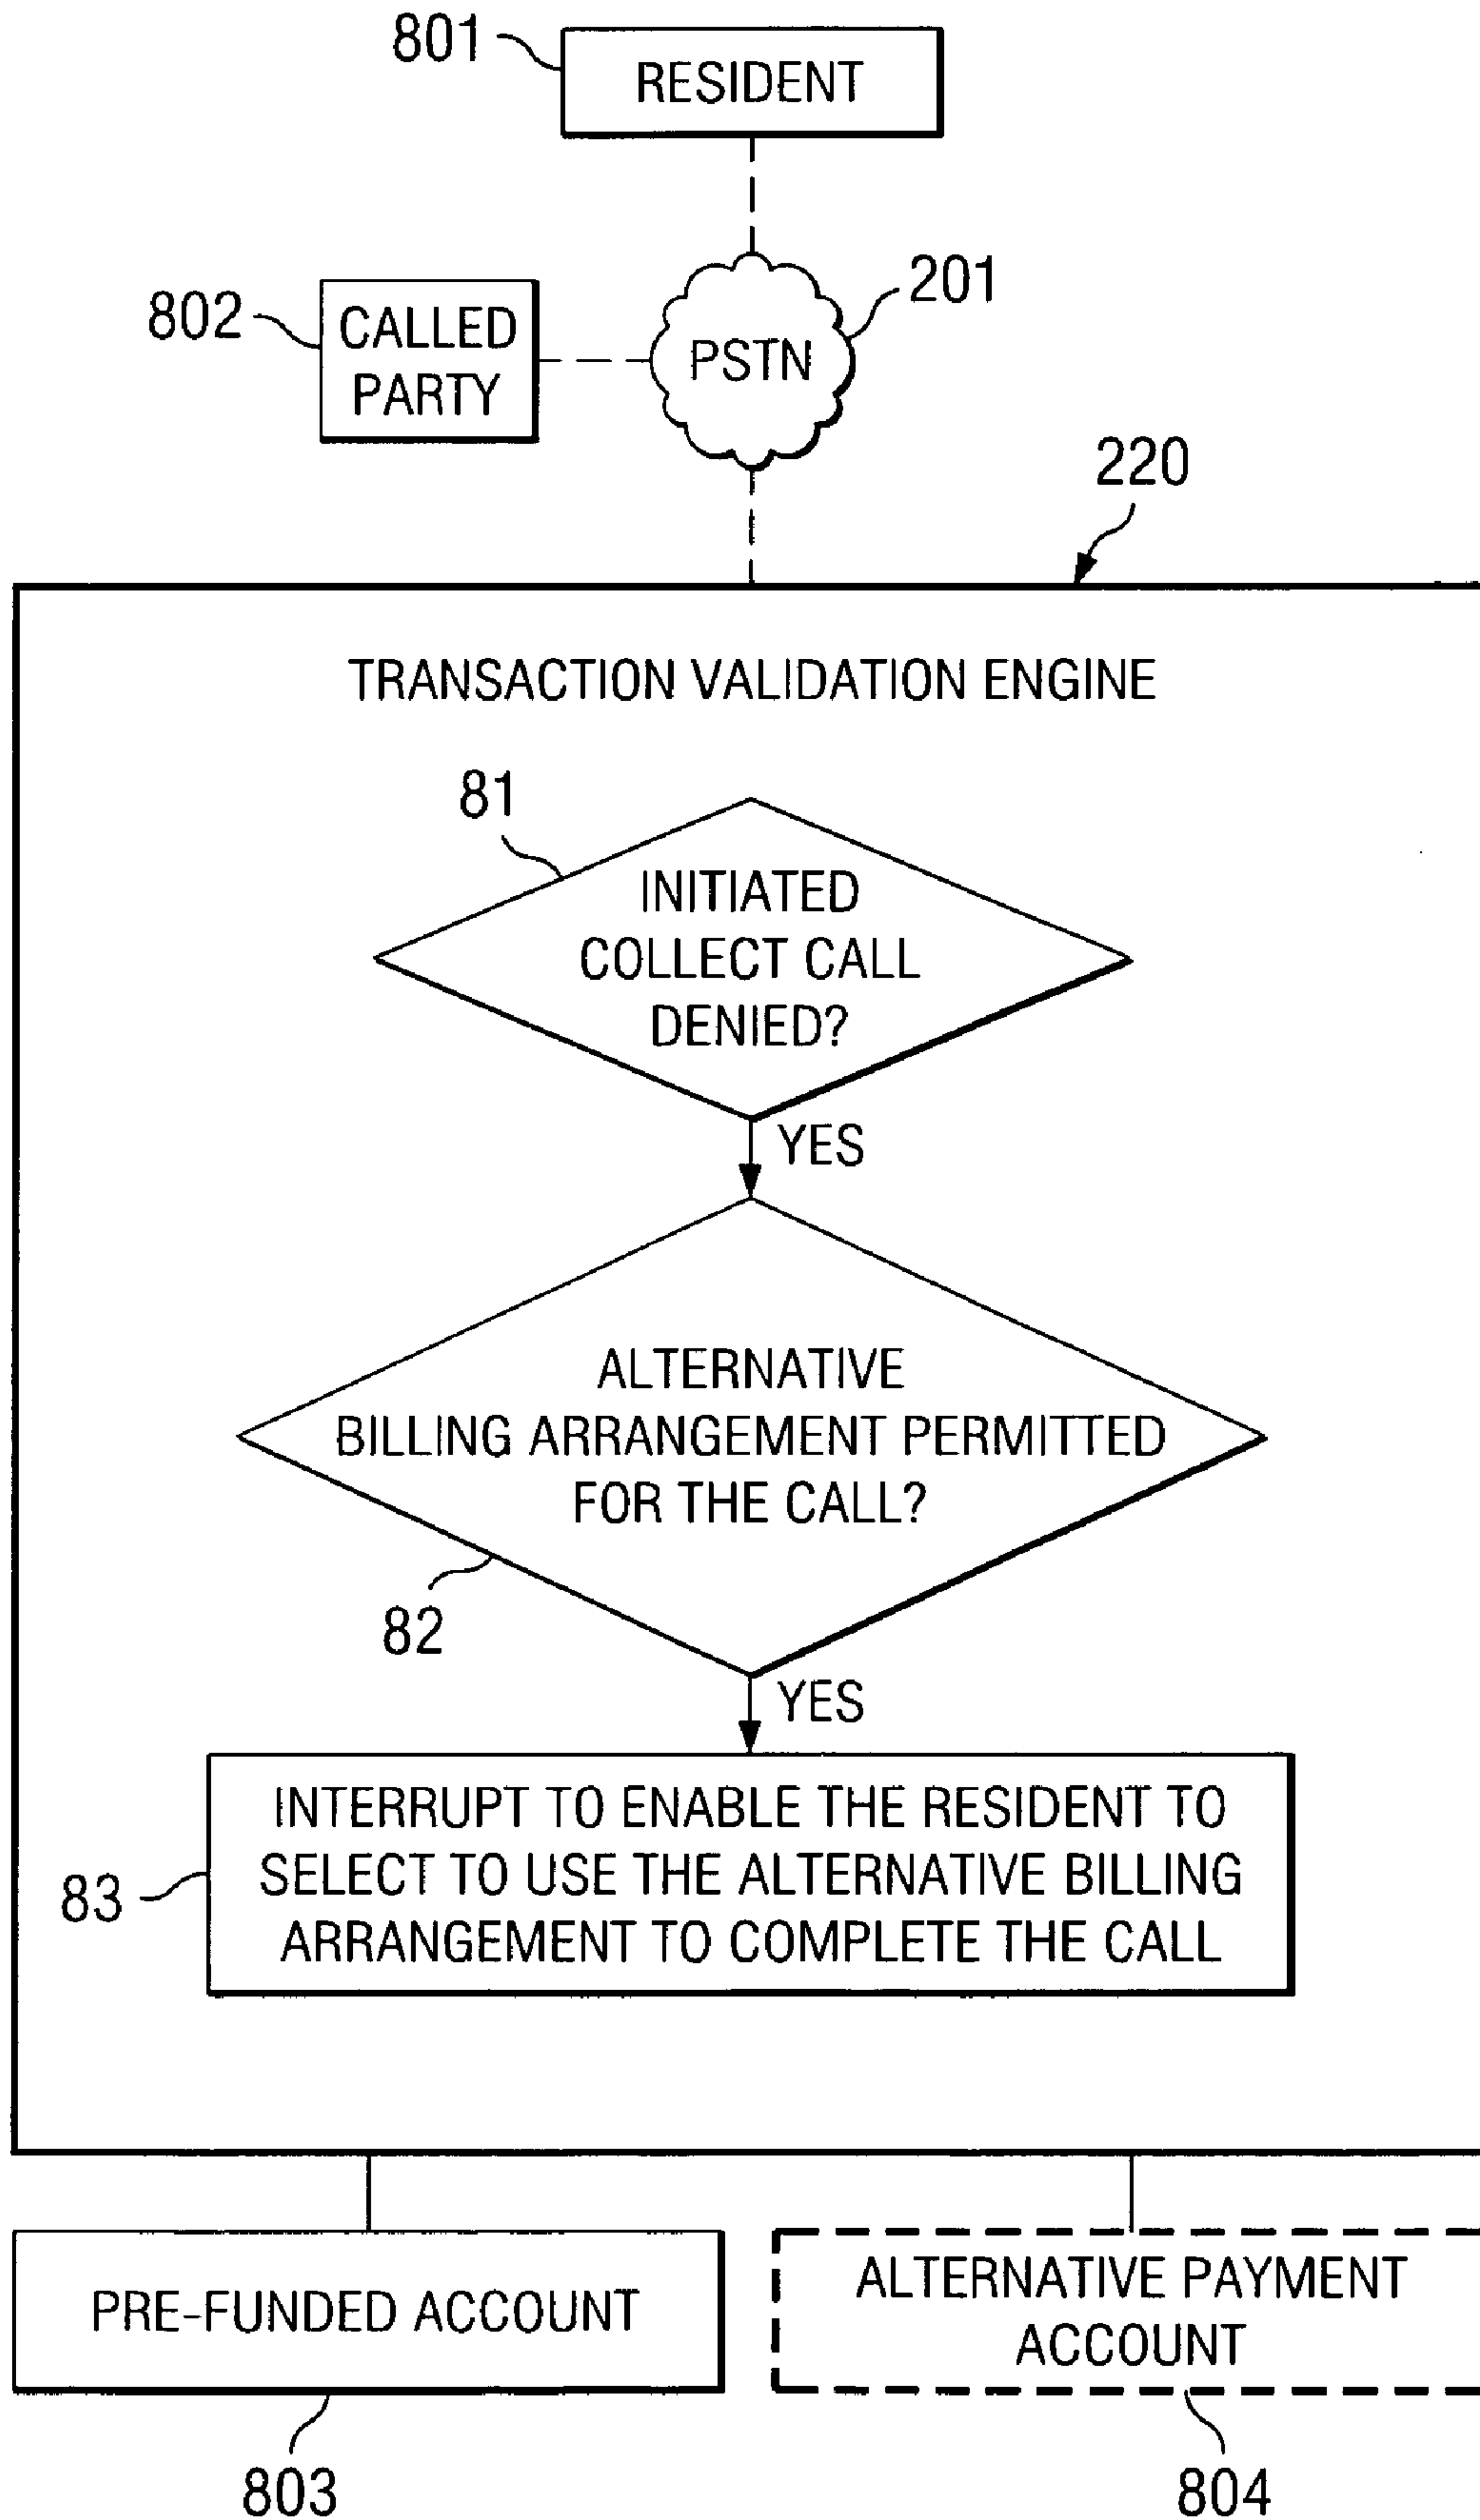 801
RESIDENT
802
CALLED
PARTY
PSTN
201
220
TRANSACTION VALIDATION ENGINE
81
INITIATED
COLLECT CALL
DENIED?
YES
ALTERNATIVE
BILLING ARRANGEMENT PERMITTED
FOR THE CALL?
82
YES
83
INTERRUPT TO ENABLE THE RESIDENT TO
SELECT TO USE THE ALTERNATIVE BILLING
ARRANGEMENT TO COMPLETE THE CALL
PRE-FUNDED ACCOUNT
ALTERNATIVE PAYMENT
ACCOUNT
803
804